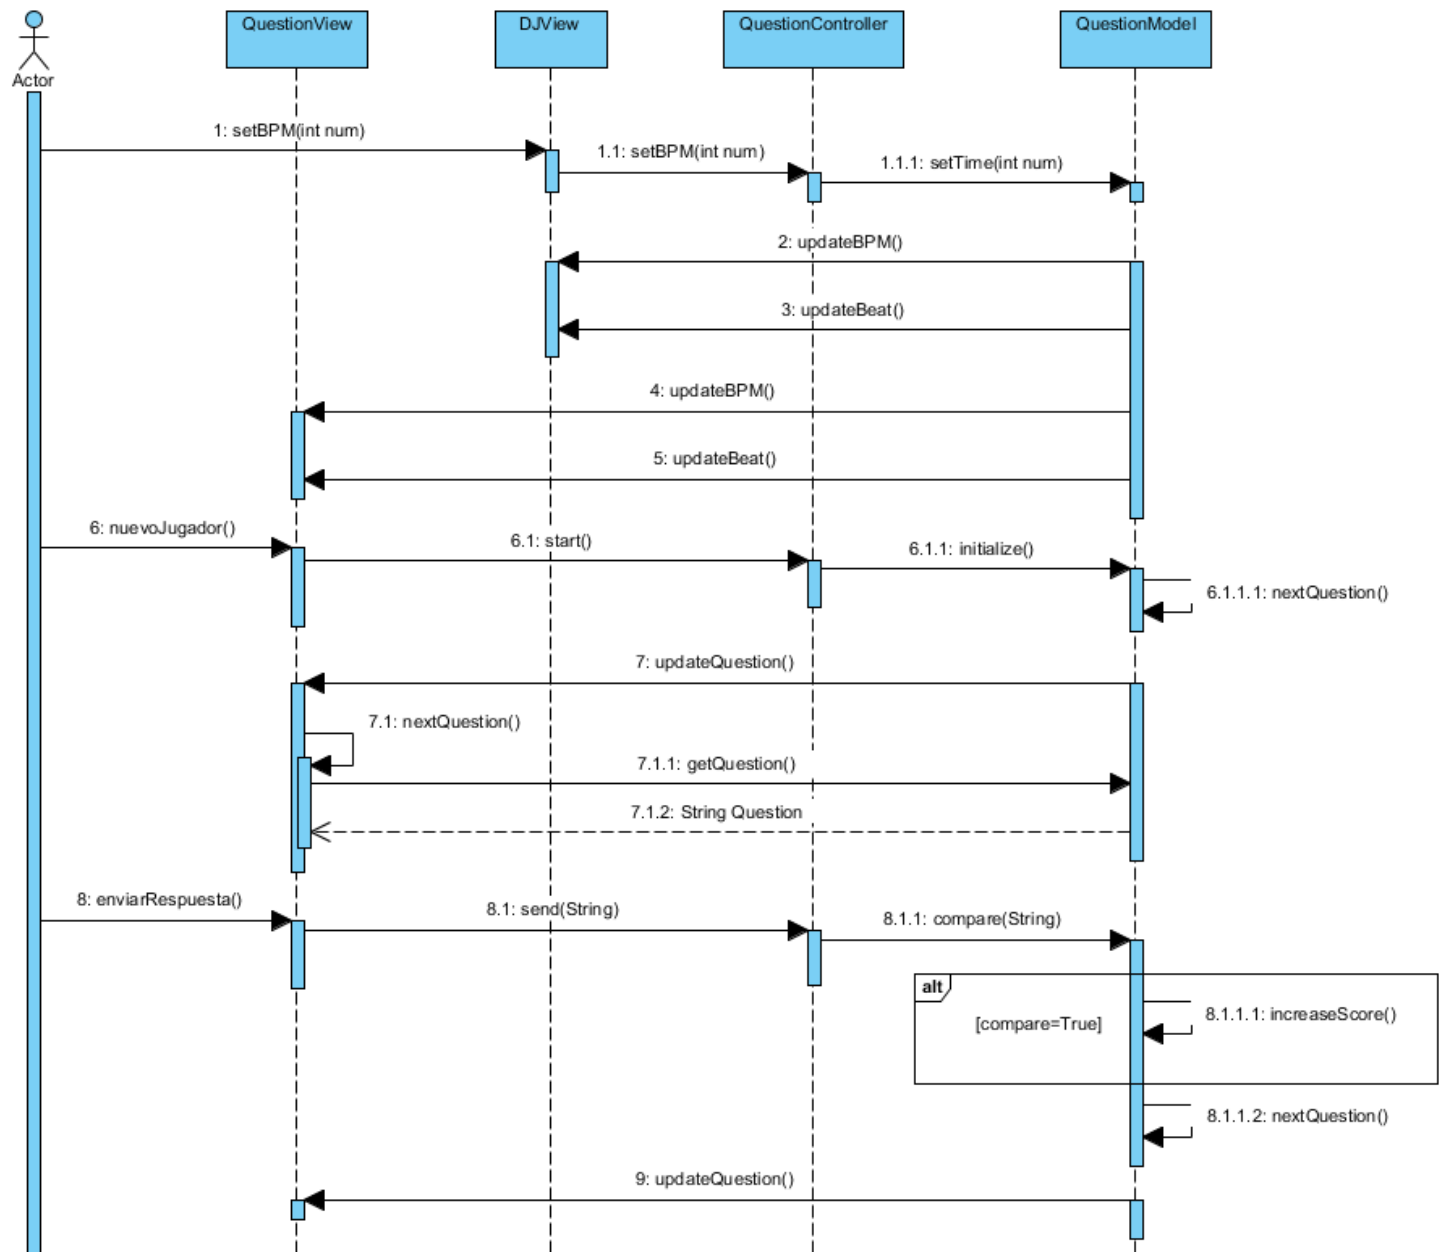 QuestionView
DJView
QuestionController
QuestionModel
Actor
1: setBPM(int num)
1.1: setBPM(int num)
1.1.1: setTime(int num)
2: updateBPM()
3: updateBeat()
4: updateBPM()
5: updateBeat()
6: nuevoJugador()
6.1: start()
6.1.1: initialize()
6.1.1.1: nextQuestion()
7: updateQuestion()
7.1: nextQuestion()
7.1.1: getQuestion()
7.1.2: String Question
8: enviarRespuesta()
8.1: send(String)
8.1.1: compare(String)
alt
[compare=True]
8.1.1.1: increaseScore()
8.1.1.2: nextQuestion()
9: updateQuestion()